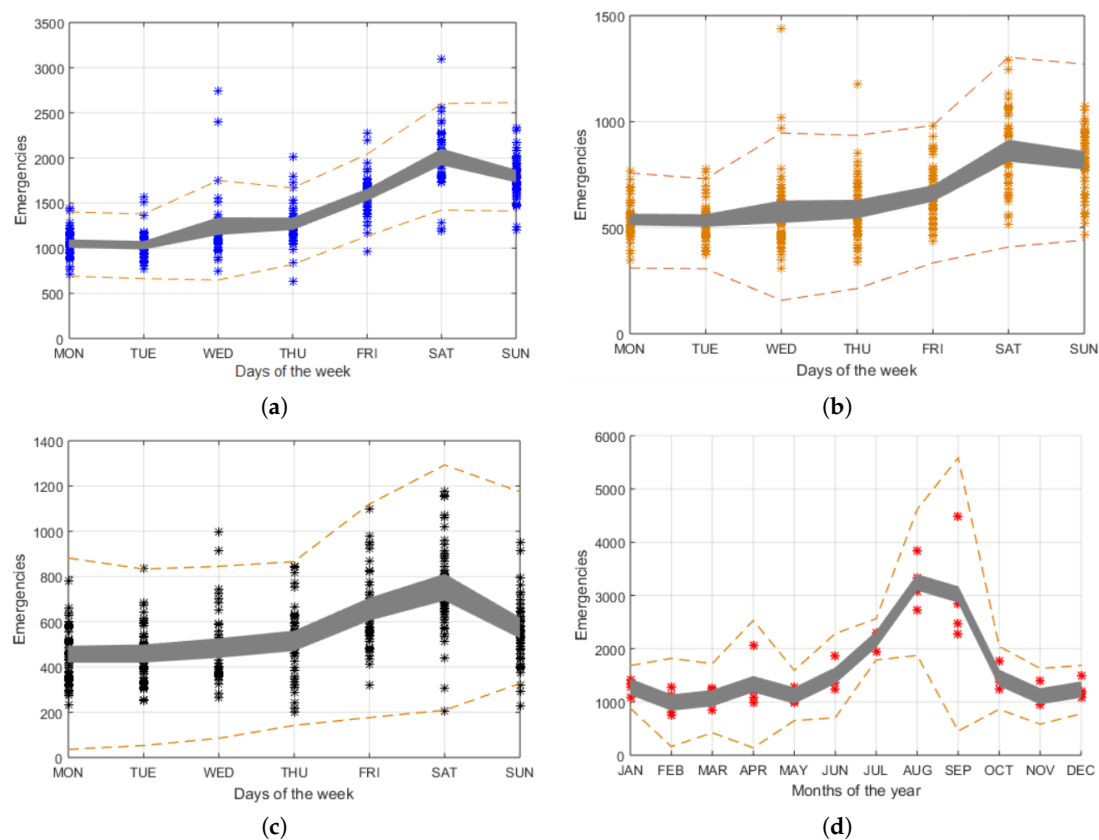 3500
3000
2500
2000
1500
1000
500
0
Emergencies
MON TUE WED THU FRI SAT SUN
Days of the week
(a)
1500
1000
500
0
Emergencies
MON TUE WED THU FRI SAT SUN
Days of the week
(b)
1400
1200
1000
800
600
400
200
0
Emergencies
MON TUE WED THU FRI SAT SUN
Days of the week
(c)
6000
5000
4000
3000
2000
1000
0
Emergencies
JAN FEB MAR APR MAY JUN JUL AUG SEP OCT NOV DEC
Months of the year
(d)